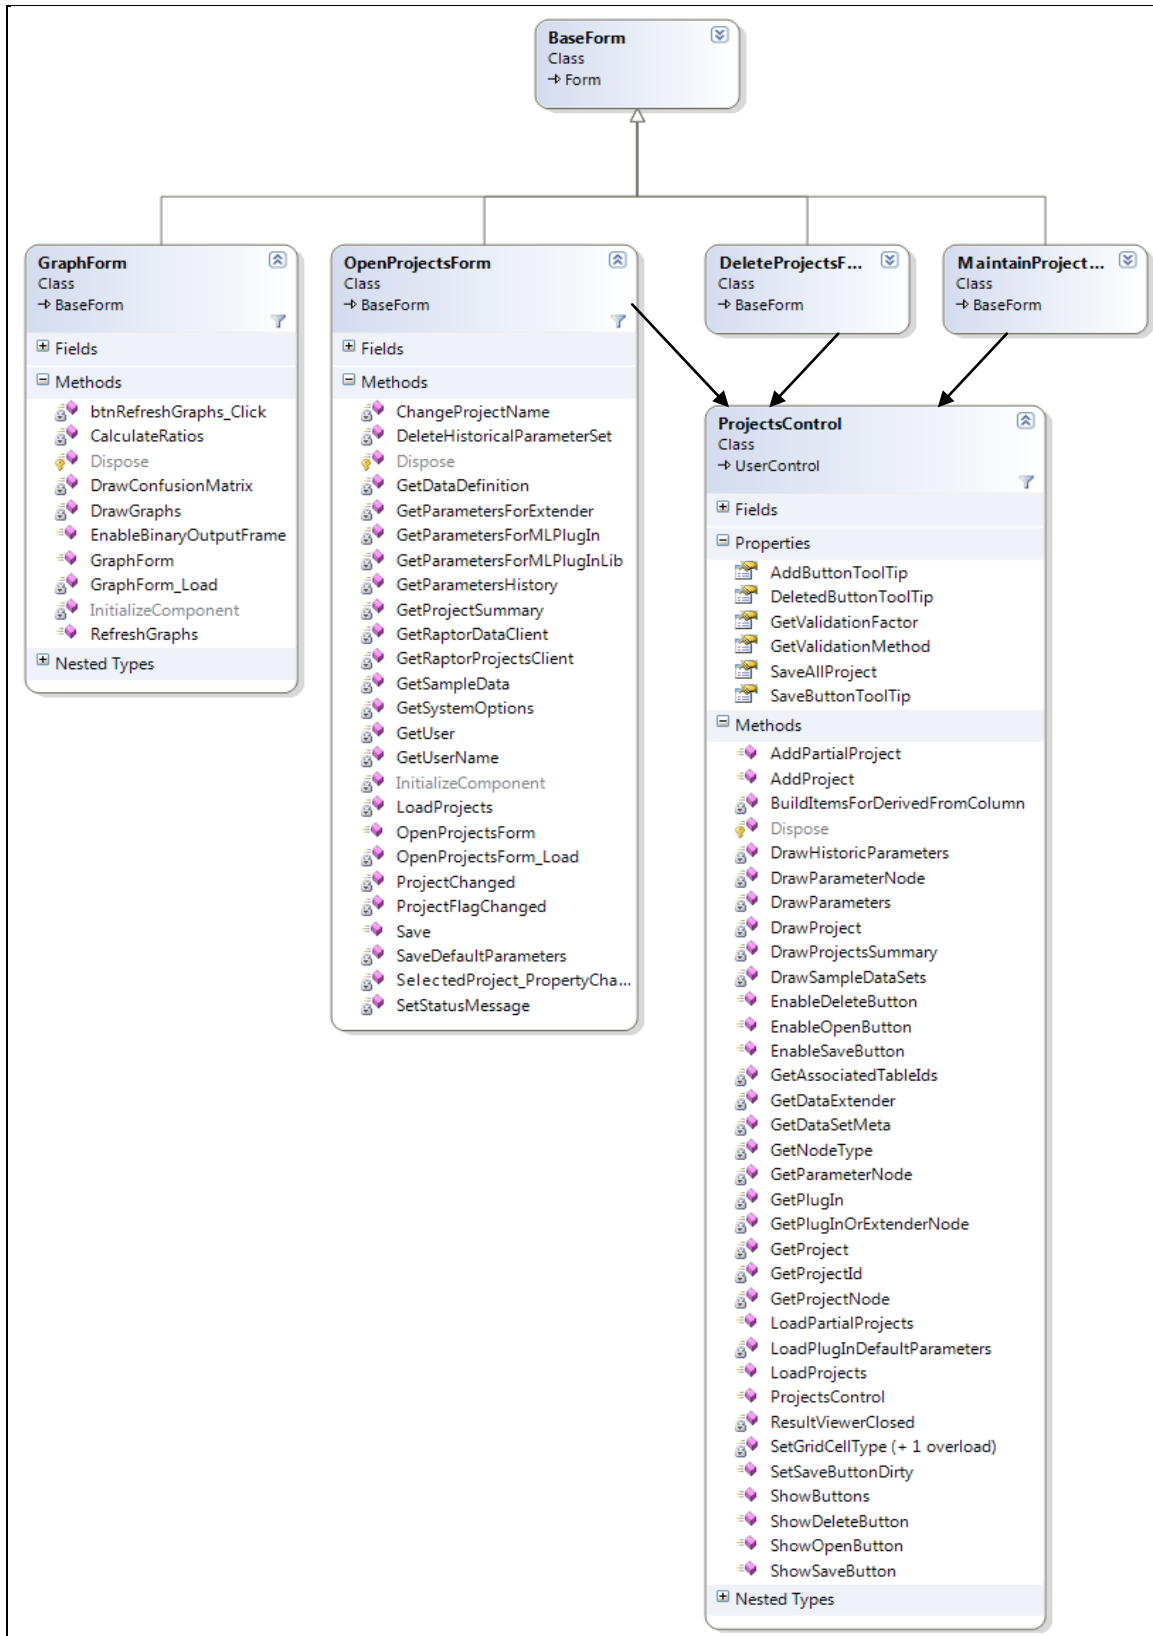 BaseForm
Class
Form
GraphForm
Class
BaseForm
Fields
Methods
btnRefreshGraphs_Click
CalculateRatios
Dispose
DrawConfusionMatrix
DrawGraphs
EnableBinaryOutputFrame
GraphForm
GraphForm_Load
InitializeComponent
RefreshGraphs
Nested Types
OpenProjectsForm
Class
BaseForm
Fields
Methods
ChangeProjectName
DeleteHistoricalParameterSet
Dispose
GetDataDefinition
GetParametersForExtender
GetParametersForMLPlugIn
GetParametersForMLPlugInLib
GetParametersHistory
GetProjectSummary
GetRaptorDataClient
GetRaptorProjectsClient
GetSampleData
GetSystemOptions
GetUser
GetUserName
InitializeComponent
LoadProjects
OpenProjectsForm
OpenProjectsForm_Load
ProjectChanged
ProjectFlagChanged
Save
SaveDefaultParameters
SelectedProject_PropertyCha...
SetStatusMessage
DeleteProjectsF...
Class
BaseForm
MaintainProject...
Class
BaseForm
ProjectsControl
Class
UserControl
Fields
Properties
AddButtonToolTip
DeletedButtonToolTip
GetValidationFactor
GetValidationMethod
SaveAllProject
SaveButtonToolTip
Methods
AddPartialProject
AddProject
BuildItemsForDerivedFromColumn
Dispose
DrawHistoricParameters
DrawParameterNode
DrawParameters
DrawProject
DrawProjectsSummary
DrawSampleDataSets
EnableDeleteButton
EnableOpenButton
EnableSaveButton
GetAssociatedTableIds
GetDataExtender
GetDataSetMeta
GetNodeType
GetParameterNode
GetPlugIn
GetPlugInOrExtenderNode
GetProject
GetProjectId
GetProjectNode
LoadPartialProjects
LoadPlugInDefaultParameters
LoadProjects
ProjectsControl
ResultViewerClosed
SetGridCellType (+ 1 overload)
SetSaveButtonDirty
ShowButtons
ShowDeleteButton
ShowOpenButton
ShowSaveButton
Nested Types